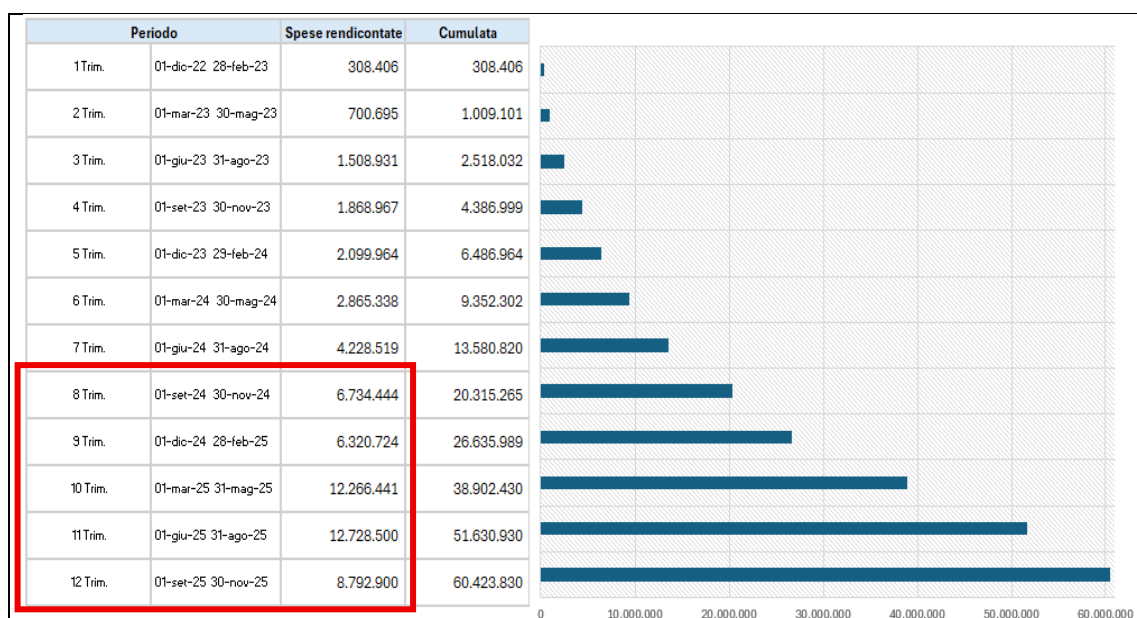 Periodo Spese rendicontate Cumulata
1 Trim. 01-dic-22 28-feb-23 308.406 308.406
2 Trim. 01-mar-23 30-mag-23 700.695 1.009.101
3 Trim. 01-giu-23 31-ago-23 1.508.931 2.518.032
4 Trim. 01-set-23 30-nov-23 1.868.967 4.386.999
5 Trim. 01-dic-23 29-feb-24 2.099.964 6.486.964
6 Trim. 01-mar-24 30-mag-24 2.865.338 9.352.302
7 Trim. 01-giu-24 31-ago-24 4.228.519 13.580.820
8 Trim. 01-set-24 30-nov-24 6.734.444 20.315.265
9 Trim. 01-dic-24 28-feb-25 6.320.724 26.635.989
10 Trim. 01-mar-25 31-mag-25 12.266.441 38.902.430
11 Trim. 01-giu-25 31-ago-25 12.728.500 51.630.930
12 Trim. 01-set-25 30-nov-25 8.792.900 60.423.830
0 10.000.000 20.000.000 30.000.000 40.000.000 50.000.000 60.000.000